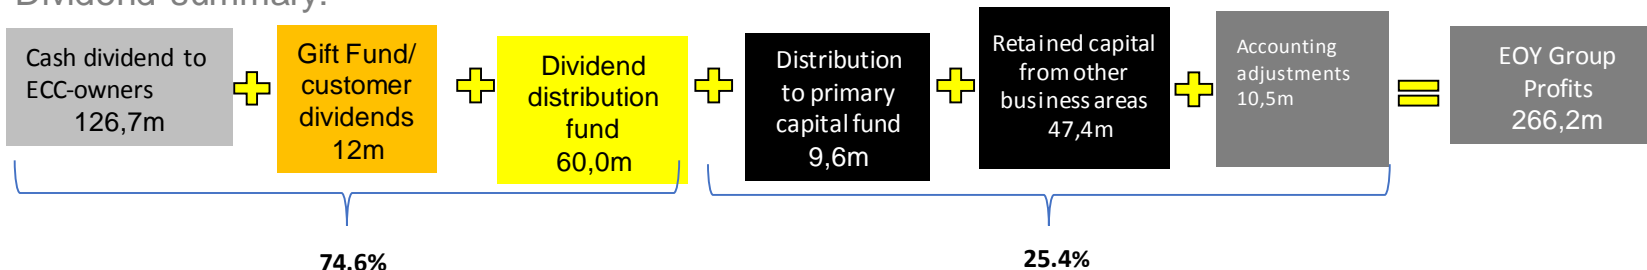 Dividend summary:
Cash dividend to
ECC-owners
126,7m
Gift Fund/
customer
dividends
12m
Dividend
distribution
fund
60,0m
Distribution
to primary
capital fund
9,6m
Retained capital
from other
business areas
47,4m
Accounting
adjustments
10,5m
EOY Group
Profits
266,2m
74.6%
25.4%